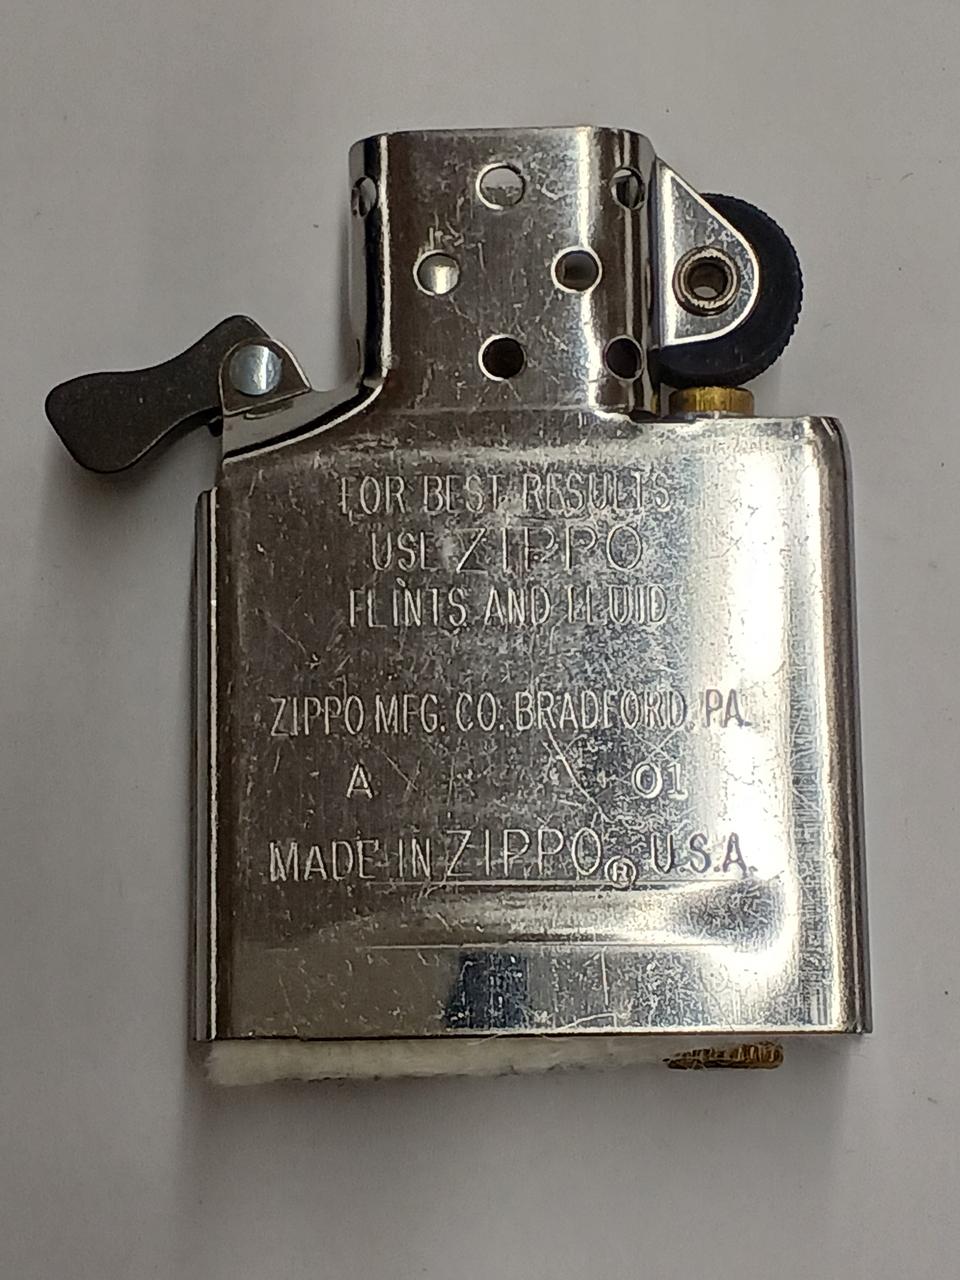 FOR BEST RESULTS
USE ZIPPO
FLINTS AND FLUID
ZIPPO MFG. CO. BRADFORD, PA.
A 01
MADE IN ZIPPO® U.S.A.